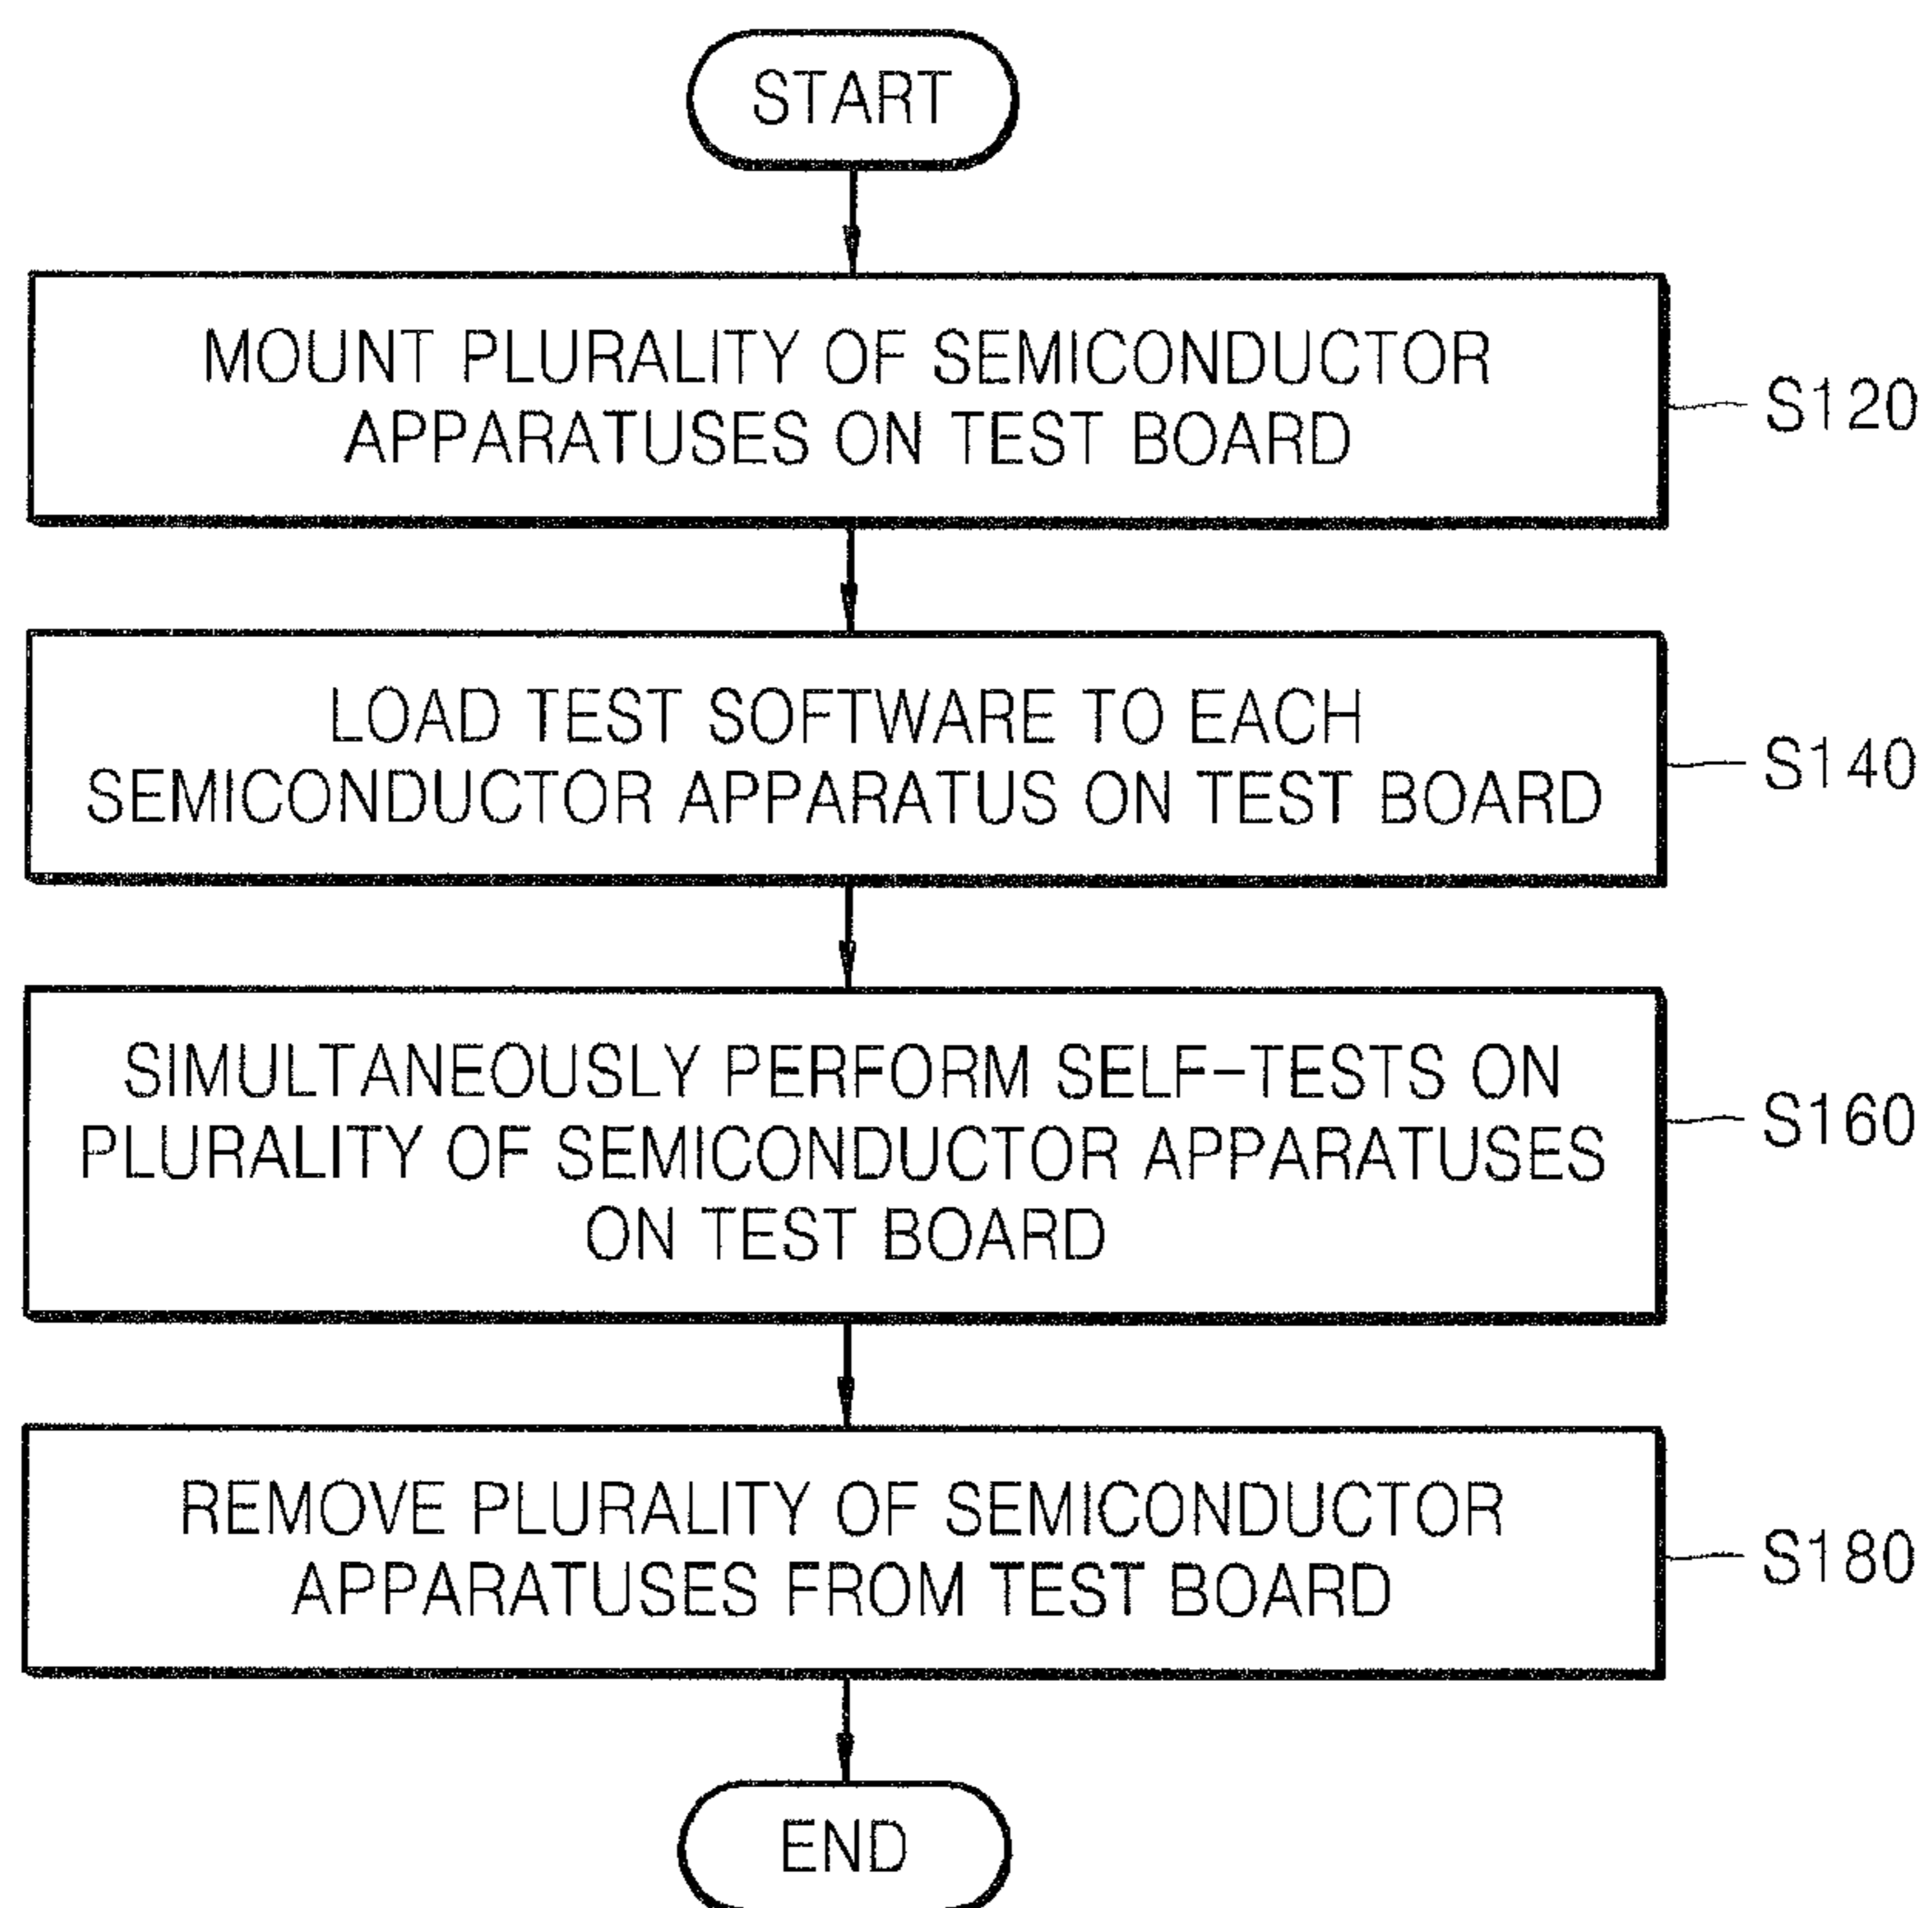 START
MOUNT PLURALITY OF SEMICONDUCTOR
APPARATUSES ON TEST BOARD
S120
LOAD TEST SOFTWARE TO EACH
SEMICONDUCTOR APPARATUS ON TEST BOARD
S140
SIMULTANEOUSLY PERFORM SELF-TESTS ON
PLURALITY OF SEMICONDUCTOR APPARATUSES
ON TEST BOARD
S160
REMOVE PLURALITY OF SEMICONDUCTOR
APPARATUSES FROM TEST BOARD
S180
END